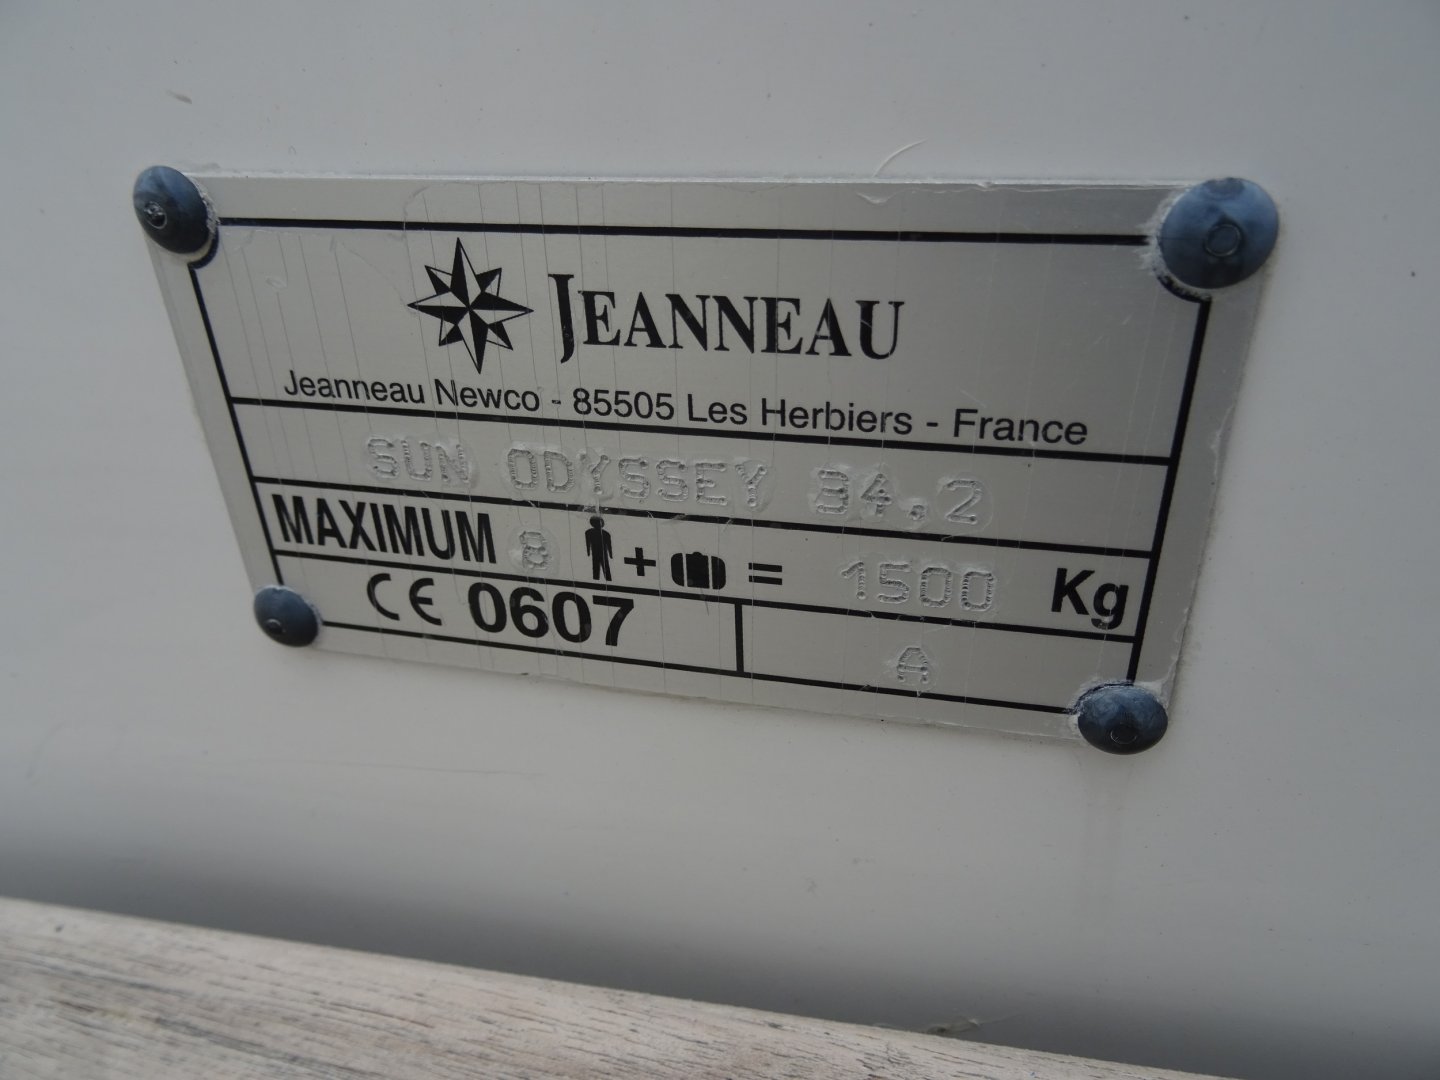 JEANNEAU
Jeanneau Newco - 85505 Les Herbiers - France
SUN ODYSSEY 34.2
MAXIMUM 8 + = 1500 Kg
CE 0607 A